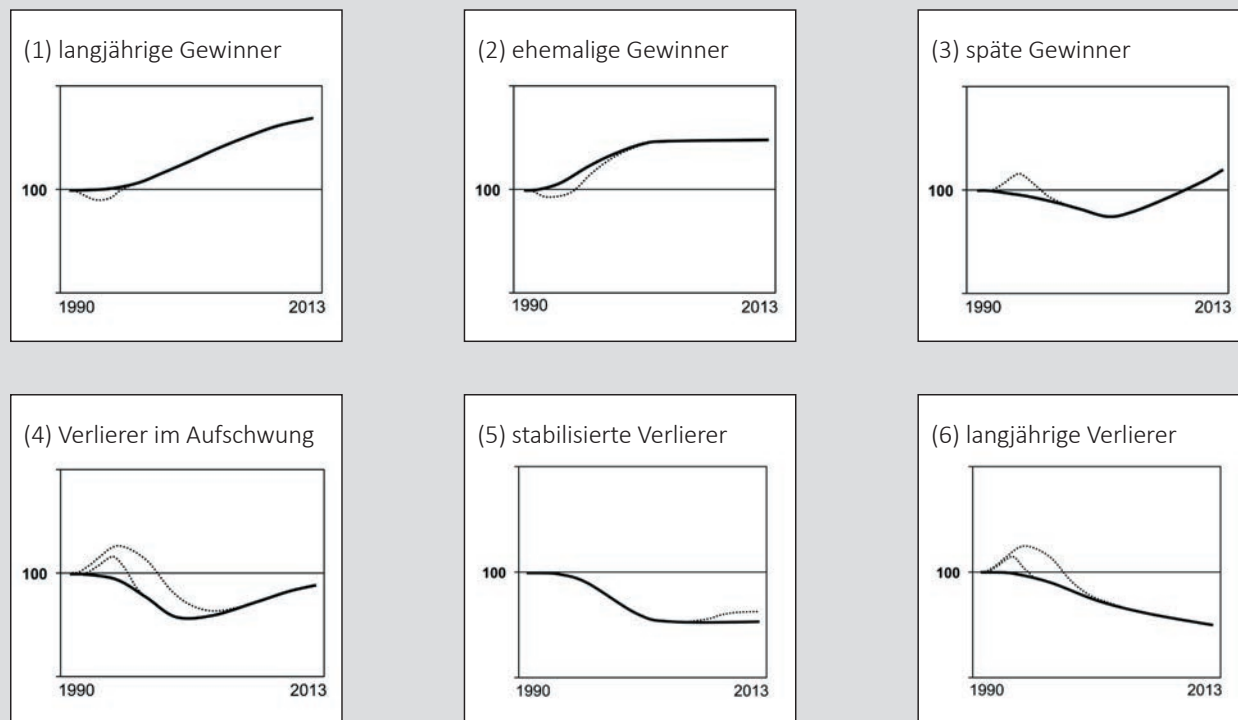 (1) langjährige Gewinner
100
1990 2013
(2) ehemalige Gewinner
100
1990 2013
(3) späte Gewinner
100
1990 2013
(4) Verlierer im Aufschwung
100
1990 2013
(5) stabilisierte Verlierer
100
1990 2013
(6) langjährige Verlierer
100
1990 2013